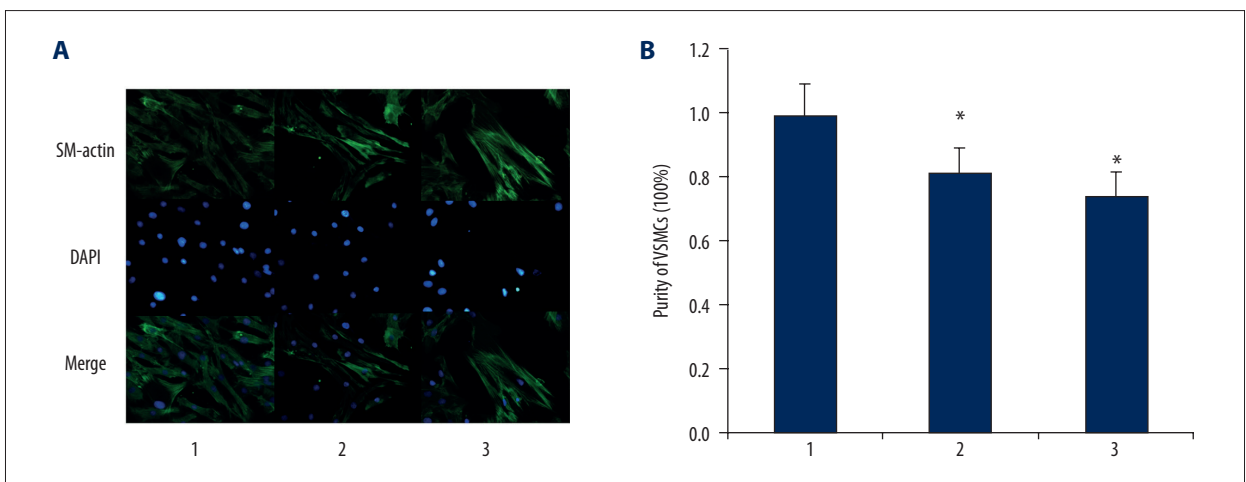 A
SM-actin
DAPI
Merge
1 2 3
B
Purity of VSMCs (100%)
1.2
1.0
0.8
0.6
0.4
0.2
0.0
*
*
1 2 3